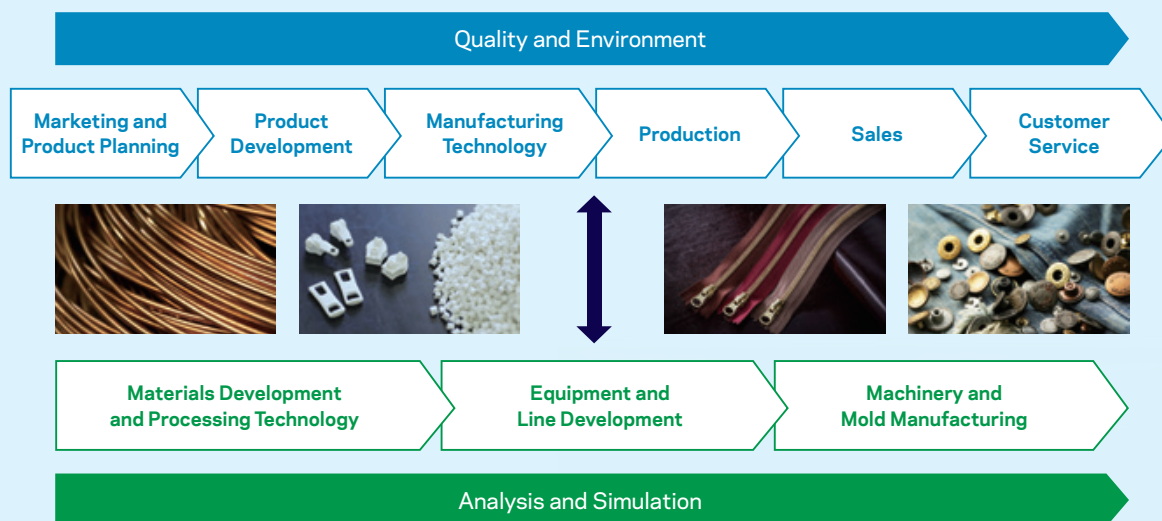 Quality and Environment
Marketing and
Product Planning
Product
Development
Manufacturing
Technology
Production
Sales
Customer
Service
Materials Development
and Processing Technology
Equipment and
Line Development
Machinery and
Mold Manufacturing
Analysis and Simulation